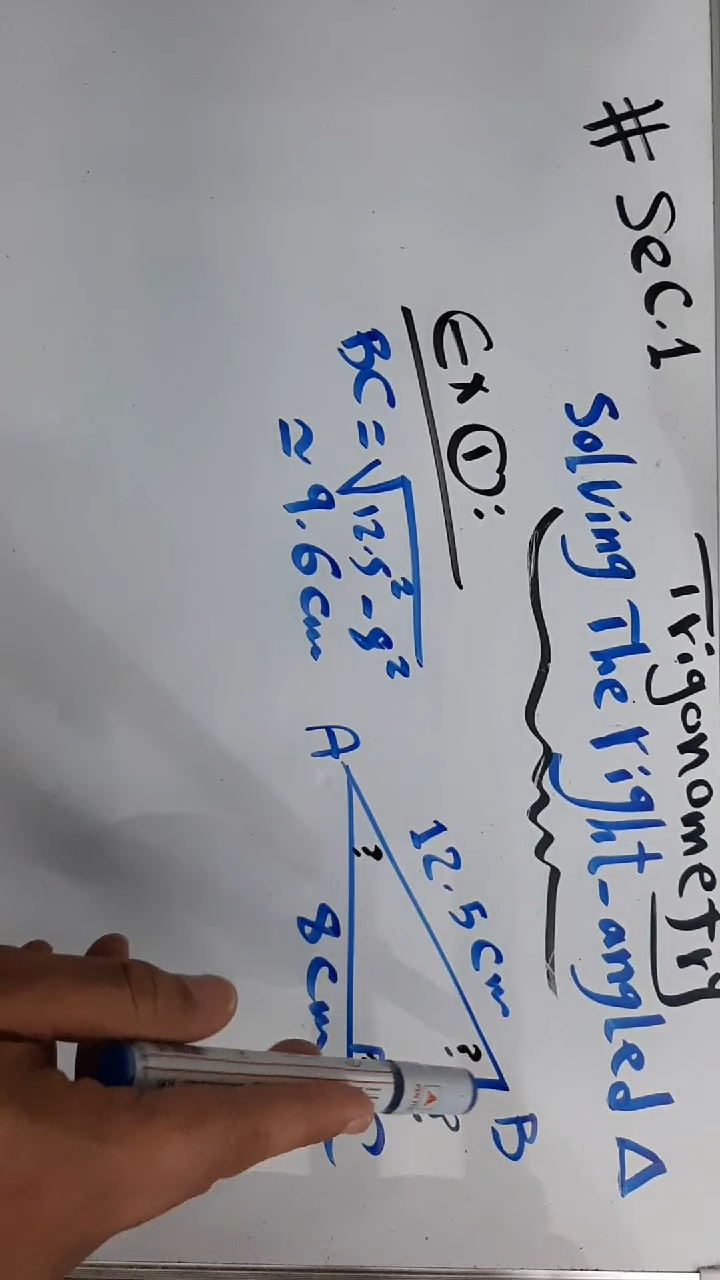 Trigonometry
# Sec.1
Solving The right-angled Δ
Ex ①:
BC = √12.5² - 8²
≃ 9.6 cm
A
12.5 cm
B
?
?
?
8 cm
C